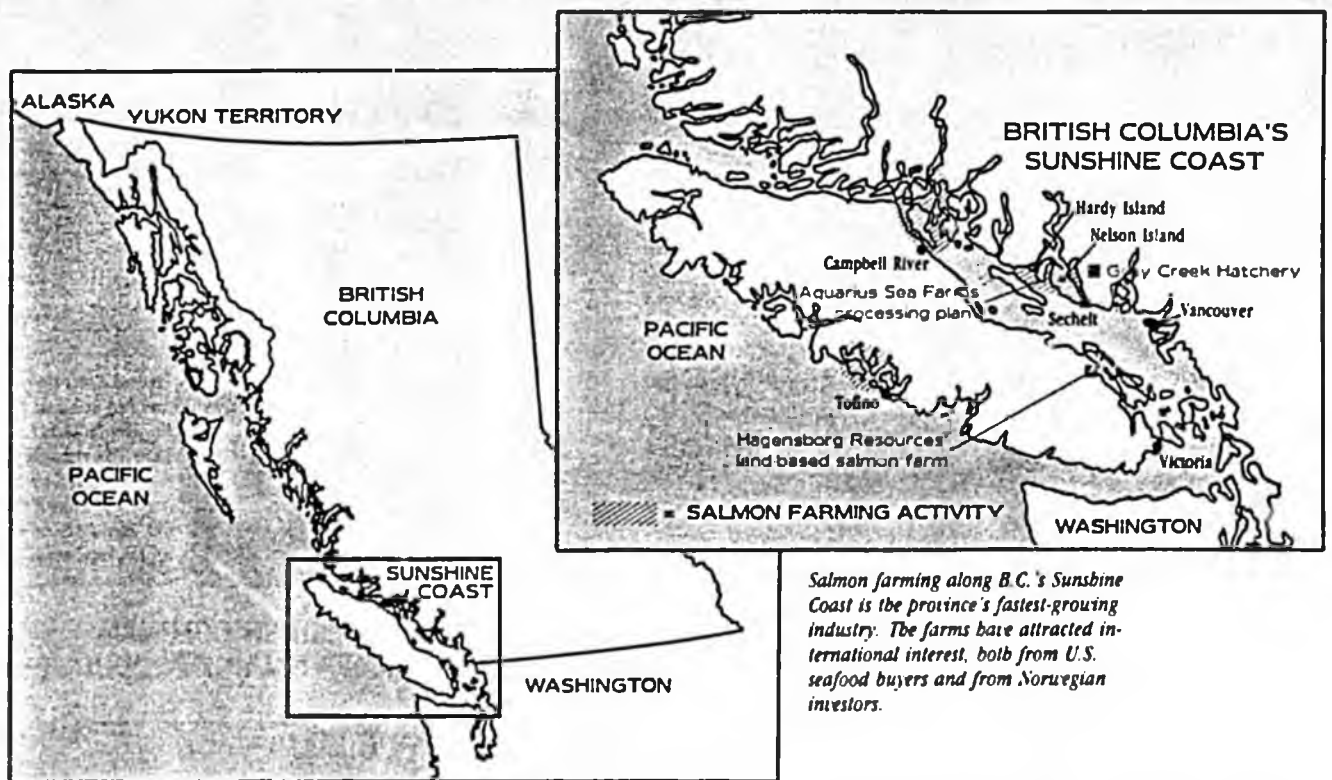 ALASKA
YUKON TERRITORY
BRITISH
COLUMBIA
PACIFIC
OCEAN
SUNSHINE
COAST
WASHINGTON
BRITISH COLUMBIA'S
SUNSHINE COAST
Hardy Island
Nelson Island
Campbell River
Creek Hatchery
Aquarius Sea Farms
processing plant
Sechelt
Vancouver
PACIFIC
OCEAN
Tofino
Hagensborg Resources'
land-based salmon farm
Victoria
= SALMON FARMING ACTIVITY
WASHINGTON
Salmon farming along B.C.'s Sunshine
Coast is the province's fastest-growing
industry. The farms have attracted in-
ternational interest, both from U.S.
seafood buyers and from Norwegian
investors.